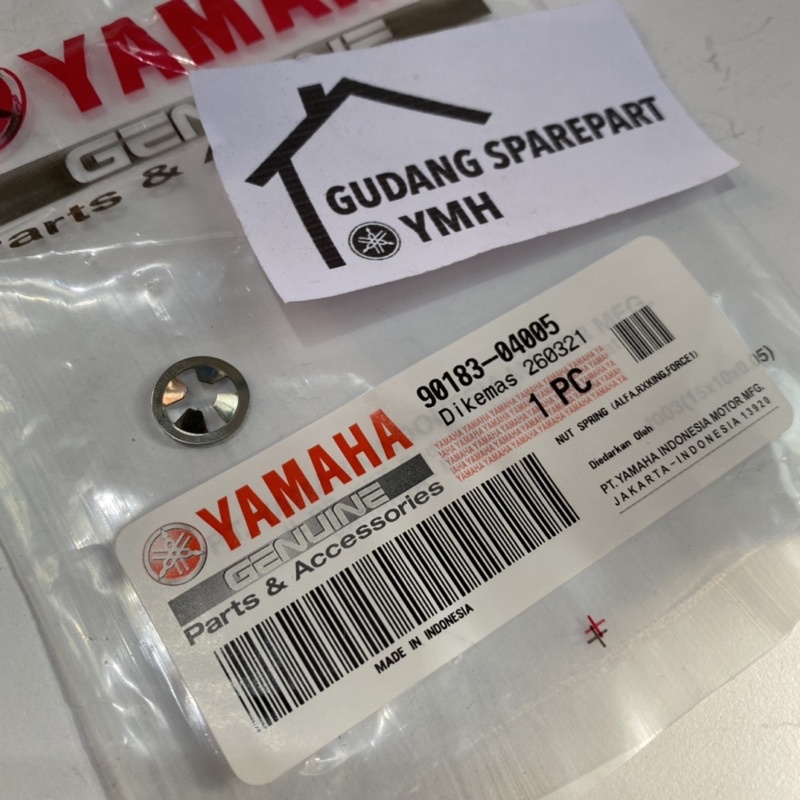 YAMAHA
GENUINE
Parts &
GUDANG SPAREPART
YMH
90183-04005
Dikemas 260321
1 PC
NUT SPRING (ALFA,RXKING,FORCE1)
Diedarkan Oleh
PT.YAMAHA INDONESIA MOTOR MFG.
JAKARTA-INDONESIA 13920
YAMAHA
GENUINE
Parts & Accessories
MADE IN INDONESIA